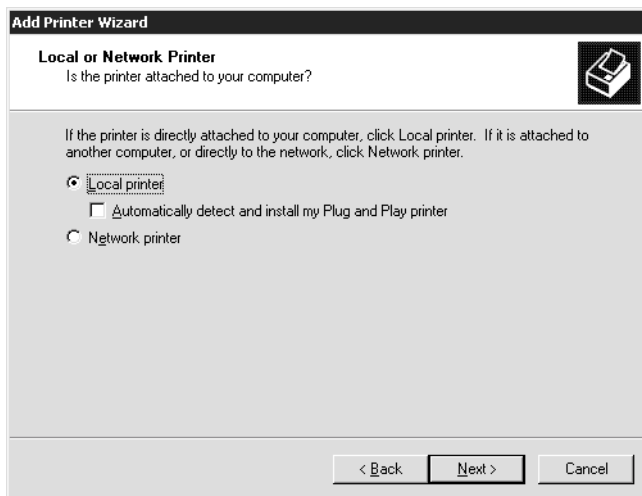 Add Printer Wizard
Local or Network Printer
Is the printer attached to your computer?
If the printer is directly attached to your computer, click Local printer.  If it is attached to
another computer, or directly to the network, click Network printer.
Local printer
Automatically detect and install my Plug and Play printer
Network printer
< Back Next > Cancel